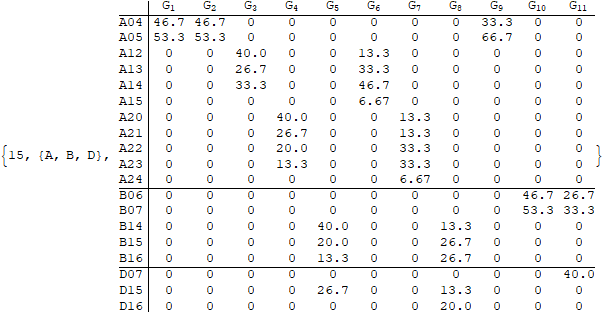 G1 G2 G3 G4 G5 G6 G7 G8 G9 G10 G11
A04 46.7 46.7 0 0 0 0 0 0 33.3 0 0
A05 53.3 53.3 0 0 0 0 0 0 66.7 0 0
A12 0 0 40.0 0 0 13.3 0 0 0 0 0
A13 0 0 26.7 0 0 33.3 0 0 0 0 0
A14 0 0 33.3 0 0 46.7 0 0 0 0 0
A15 0 0 0 0 0 6.67 0 0 0 0 0
A20 0 0 0 40.0 0 0 13.3 0 0 0 0
A21 0 0 0 26.7 0 0 13.3 0 0 0 0
{15, {A, B, D}, A22 0 0 0 20.0 0 0 33.3 0 0 0 0 }
A23 0 0 0 13.3 0 0 33.3 0 0 0 0
A24 0 0 0 0 0 0 6.67 0 0 0 0
B06 0 0 0 0 0 0 0 0 0 46.7 26.7
B07 0 0 0 0 0 0 0 0 0 53.3 33.3
B14 0 0 0 0 40.0 0 0 13.3 0 0 0
B15 0 0 0 0 20.0 0 0 26.7 0 0 0
B16 0 0 0 0 13.3 0 0 26.7 0 0 0
D07 0 0 0 0 0 0 0 0 0 0 40.0
D15 0 0 0 0 26.7 0 0 13.3 0 0 0
D16 0 0 0 0 0 0 0 20.0 0 0 0